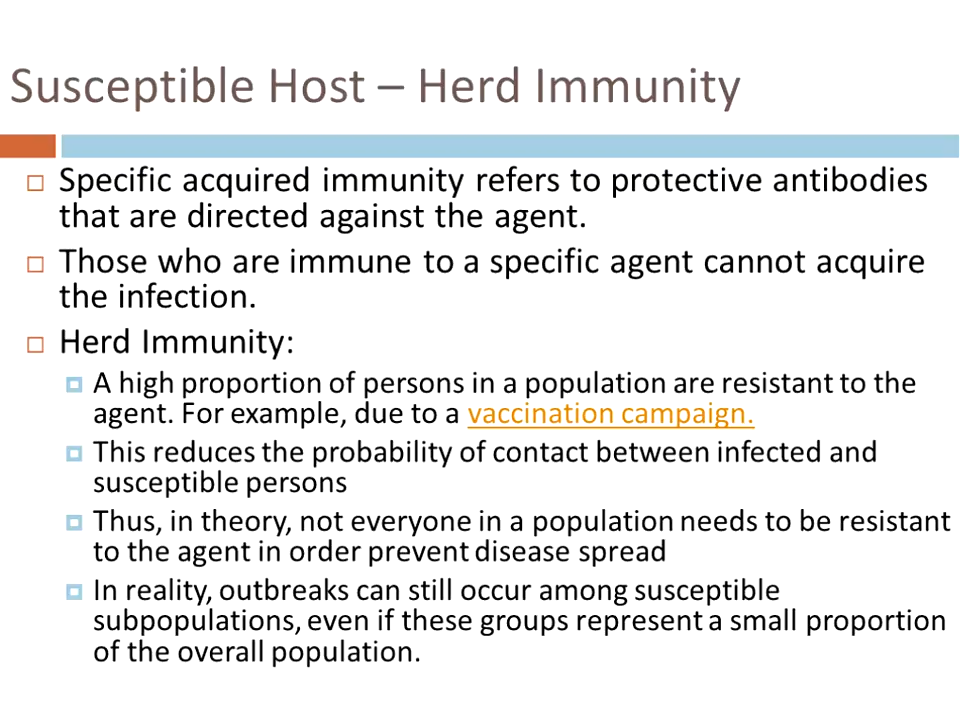 Susceptible Host – Herd Immunity
Specific acquired immunity refers to protective antibodies
that are directed against the agent.
Those who are immune to a specific agent cannot acquire
the infection.
Herd Immunity:
A high proportion of persons in a population are resistant to the
agent. For example, due to a vaccination campaign.
This reduces the probability of contact between infected and
susceptible persons
Thus, in theory, not everyone in a population needs to be resistant
to the agent in order prevent disease spread
In reality, outbreaks can still occur among susceptible
subpopulations, even if these groups represent a small proportion
of the overall population.